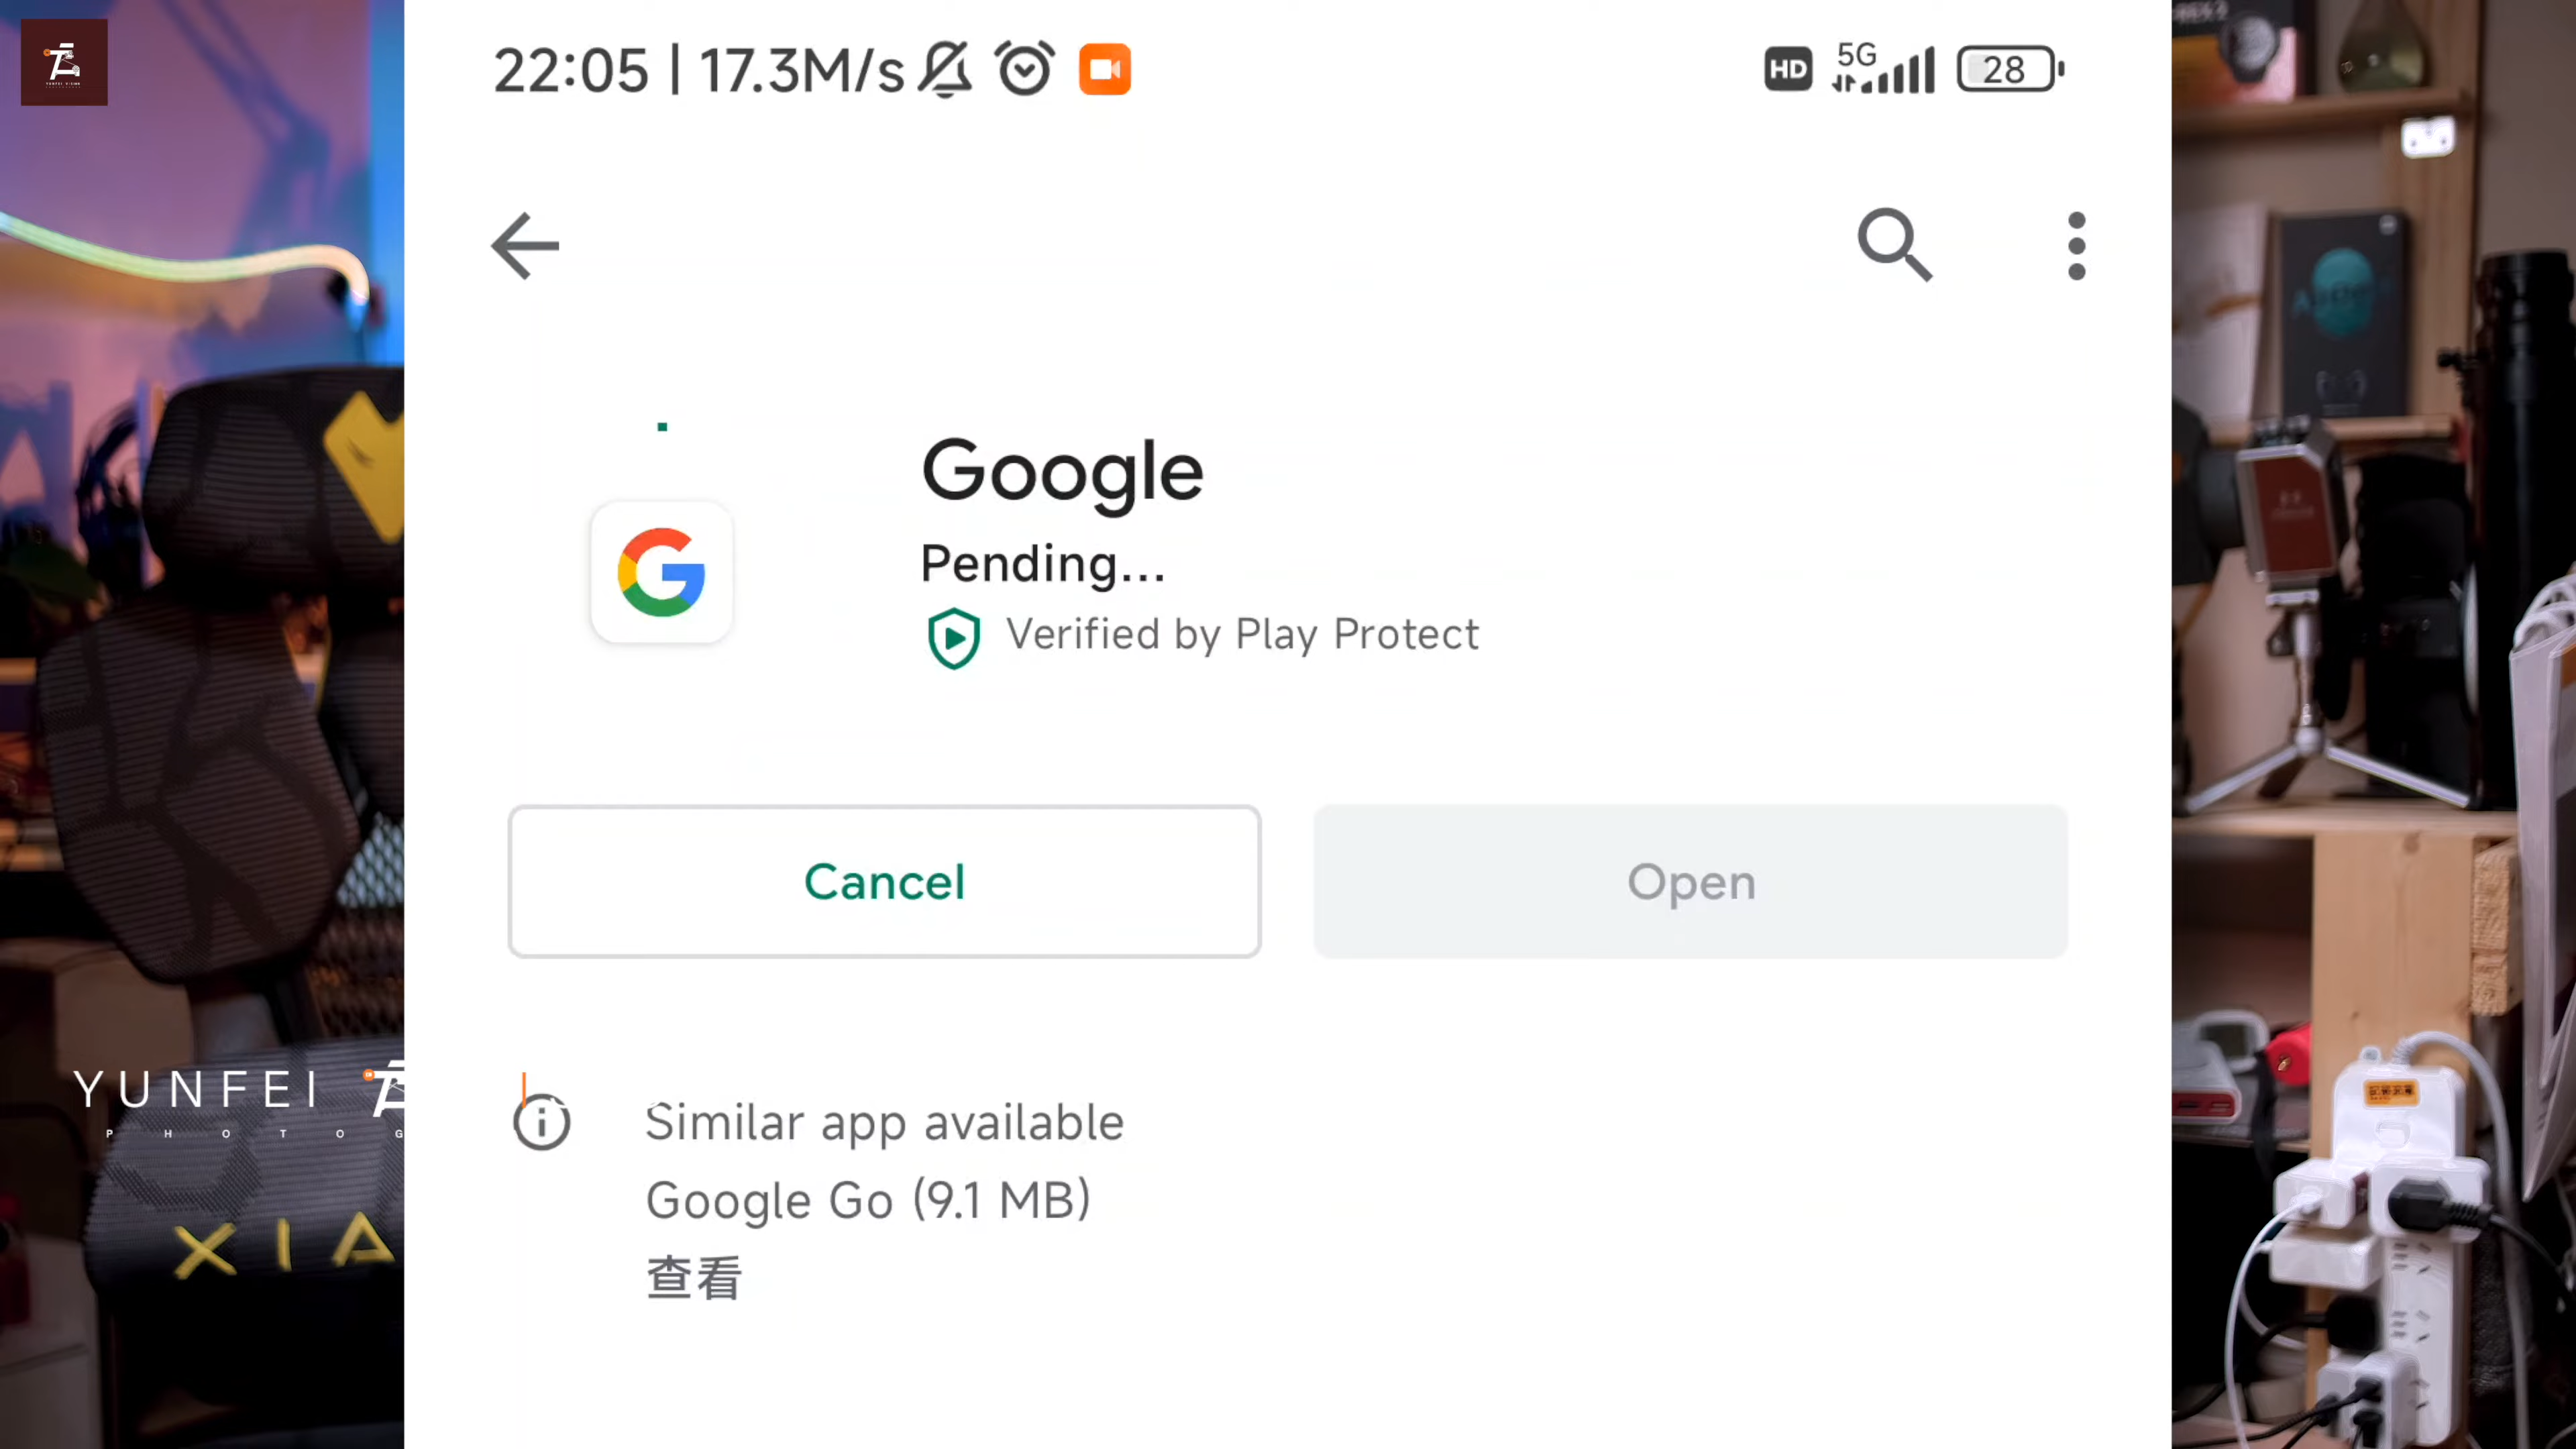 22:05 | 17.3M/s
HD 5G 28
Google
Pending...
Verified by Play Protect
Cancel
Open
Similar app available
Google Go (9.1 MB)
查看
YUNFEI
P H O T O G
XIA